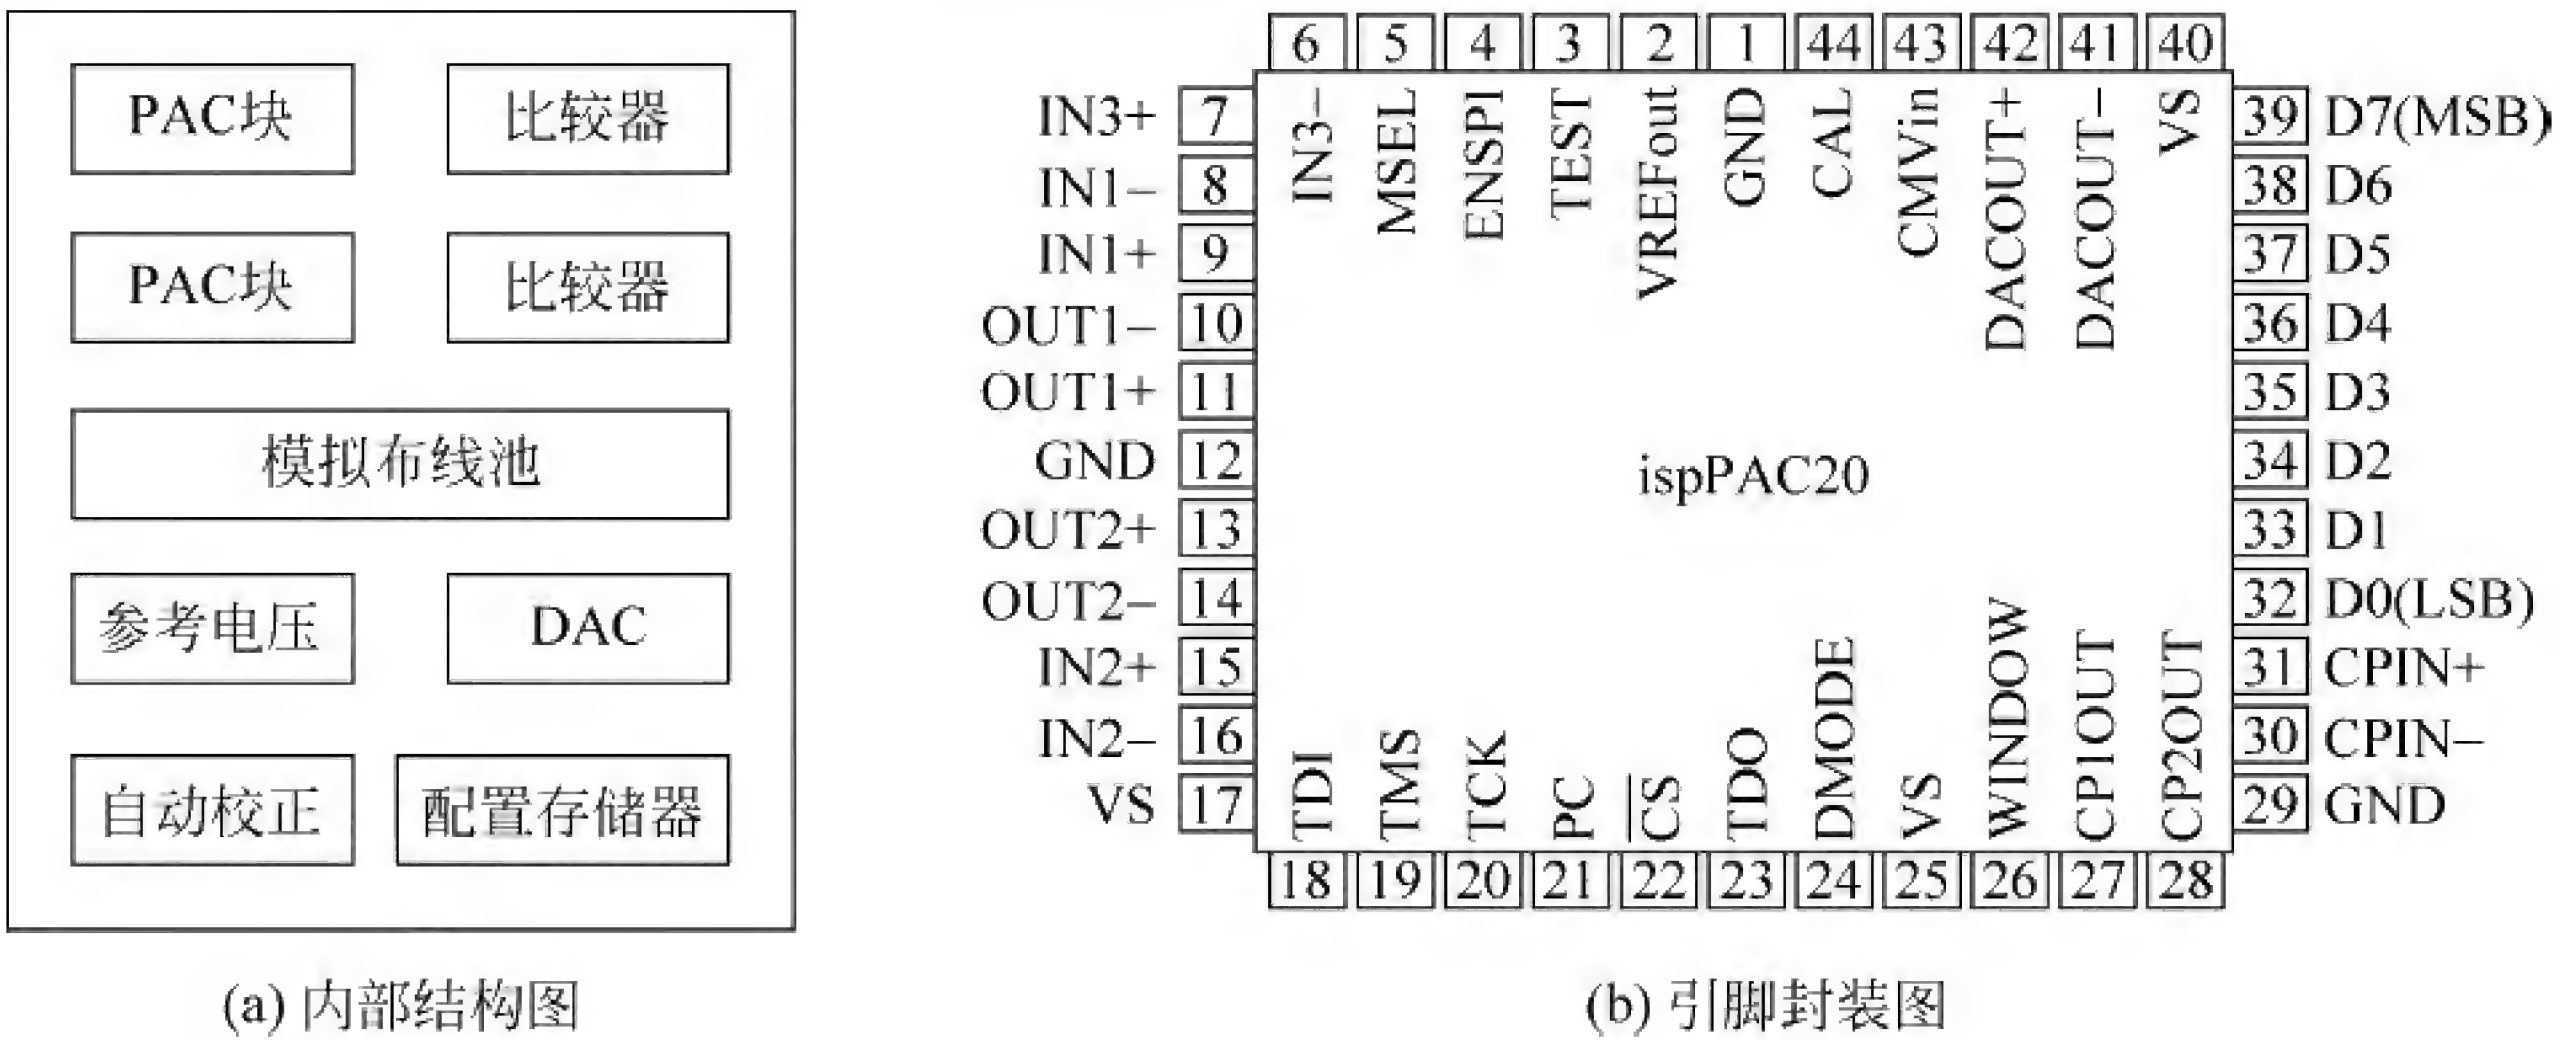 PAC块 比较器
PAC块 比较器
模拟布线池
参考电压 DAC
自动校正 配置存储器
(a) 内部结构图
6 5 4 3 2 1 44 43 42 41 40
IN3− MSEL ENSPI TEST VREFout GND CAL CMVin DACOUT+ DACOUT− VS
IN3+ 7
IN1− 8
IN1+ 9
OUT1− 10
OUT1+ 11
GND 12
OUT2+ 13
OUT2− 14
IN2+ 15
IN2− 16
VS 17
ispPAC20
39 D7(MSB)
38 D6
37 D5
36 D4
35 D3
34 D2
33 D1
32 D0(LSB)
31 CPIN+
30 CPIN−
29 GND
TDI TMS TCK PC C̅S̅ TDO DMODE VS WINDOW CP1OUT CP2OUT
18 19 20 21 22 23 24 25 26 27 28
(b) 引脚封装图